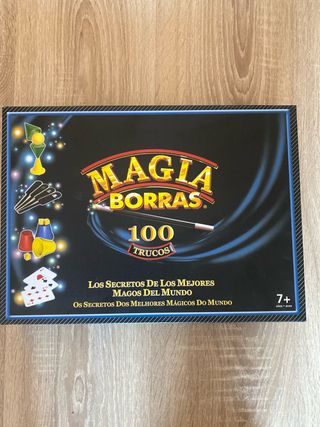 MAGIA
BORRAS®
100
TRUCOS
LOS SECRETOS DE LOS MEJORES
MAGOS DEL MUNDO
OS SECRETOS DOS MELHORES MÁGICOS DO MUNDO
7+